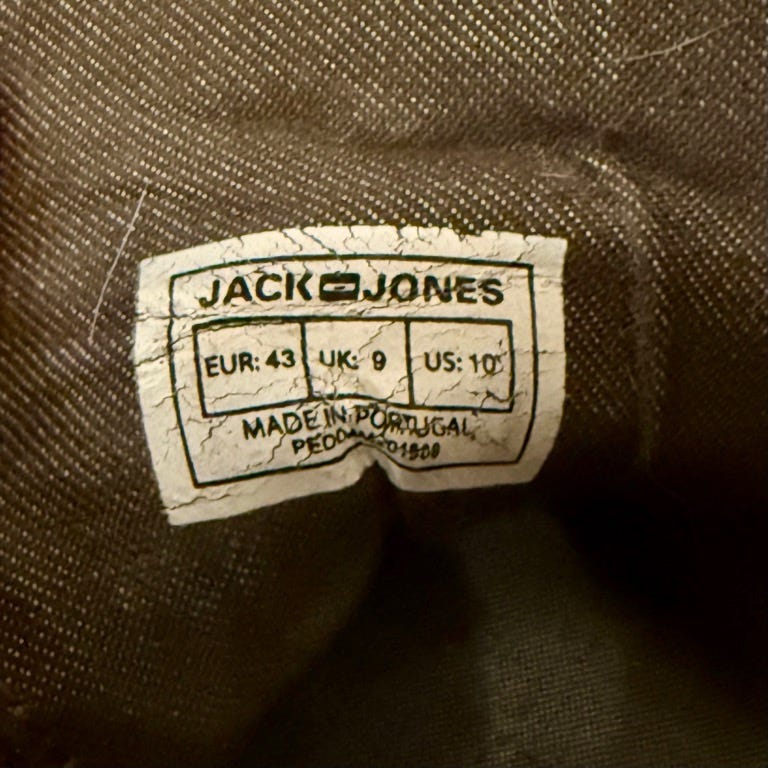 JACK JONES
EUR: 43 UK: 9 US: 10
MADE IN PORTUGAL